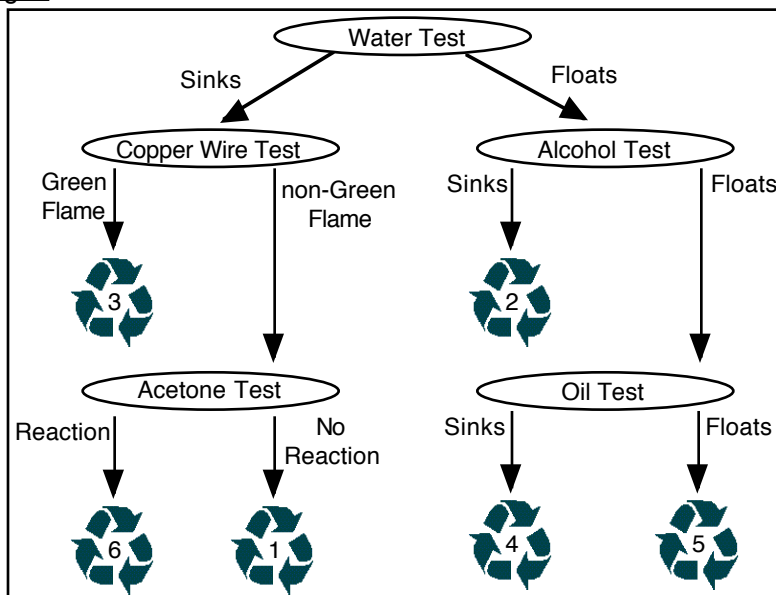 Water Test
Sinks
Floats
Copper Wire Test
Alcohol Test
Green
Flame
non-Green
Flame
Sinks
Floats
3
2
Acetone Test
Oil Test
Reaction
No
Reaction
Sinks
Floats
6
1
4
5